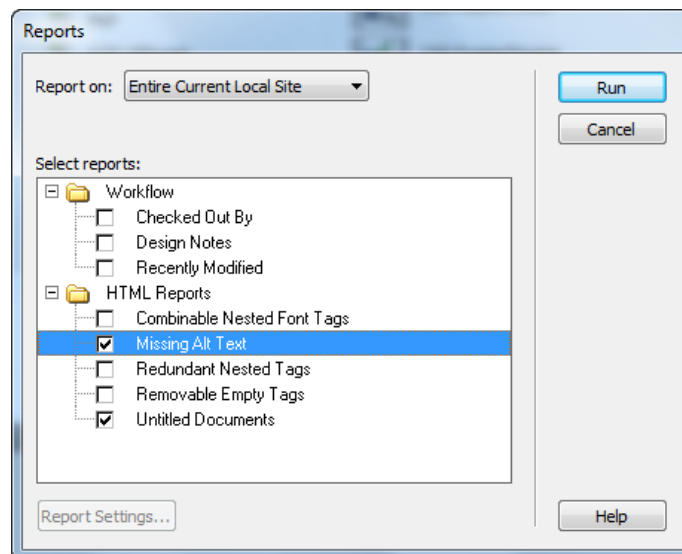 Reports
Report on: Entire Current Local Site
Run
Cancel
Select reports:
Workflow
Checked Out By
Design Notes
Recently Modified
HTML Reports
Combinable Nested Font Tags
Missing Alt Text
Redundant Nested Tags
Removable Empty Tags
Untitled Documents
Report Settings...
Help